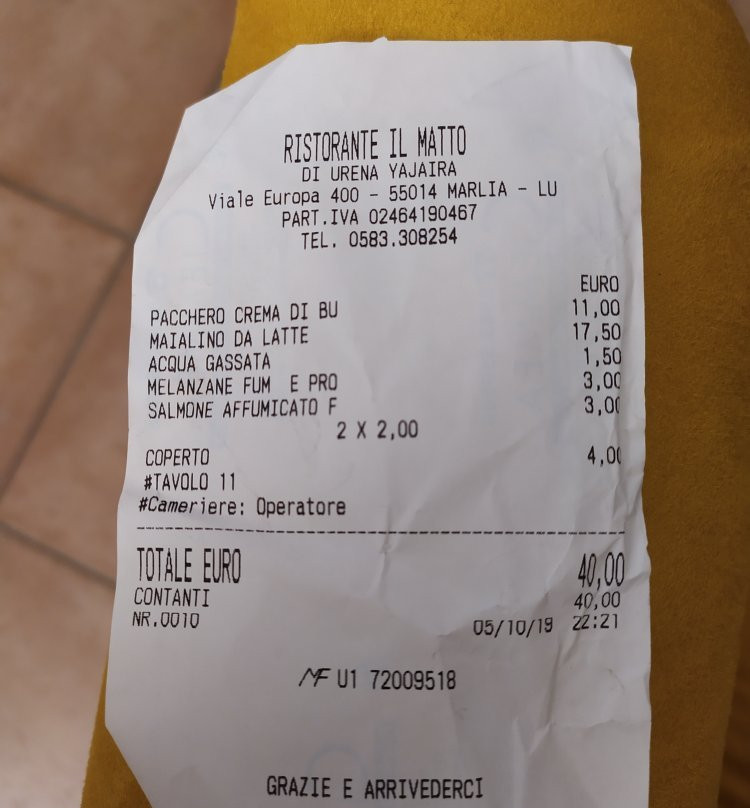 RISTORANTE IL MATTO
DI URENA YAJAIRA
Viale Europa 400 - 55014 MARLIA - LU
PART.IVA 02464190467
TEL. 0583.308254
EURO
PACCHERO CREMA DI BU 11,00
MAIALINO DA LATTE 17,50
ACQUA GASSATA 1,50
MELANZANE FUM E PRO 3,00
SALMONE AFFUMICATO F 3,00
2 X 2,00
COPERTO 4,00
#TAVOLO 11
#Cameriere: Operatore
TOTALE EURO 40,00
CONTANTI 40,00
NR.0010 05/10/19 22:21
MF U1 72009518
GRAZIE E ARRIVEDERCI